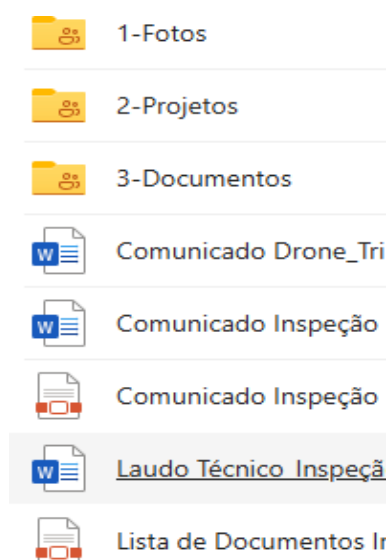 1-Fotos
2-Projetos
3-Documentos
Comunicado Drone_Tri
Comunicado Inspeção
Comunicado Inspeção
Laudo Técnico_Inspeçã
Lista de Documentos